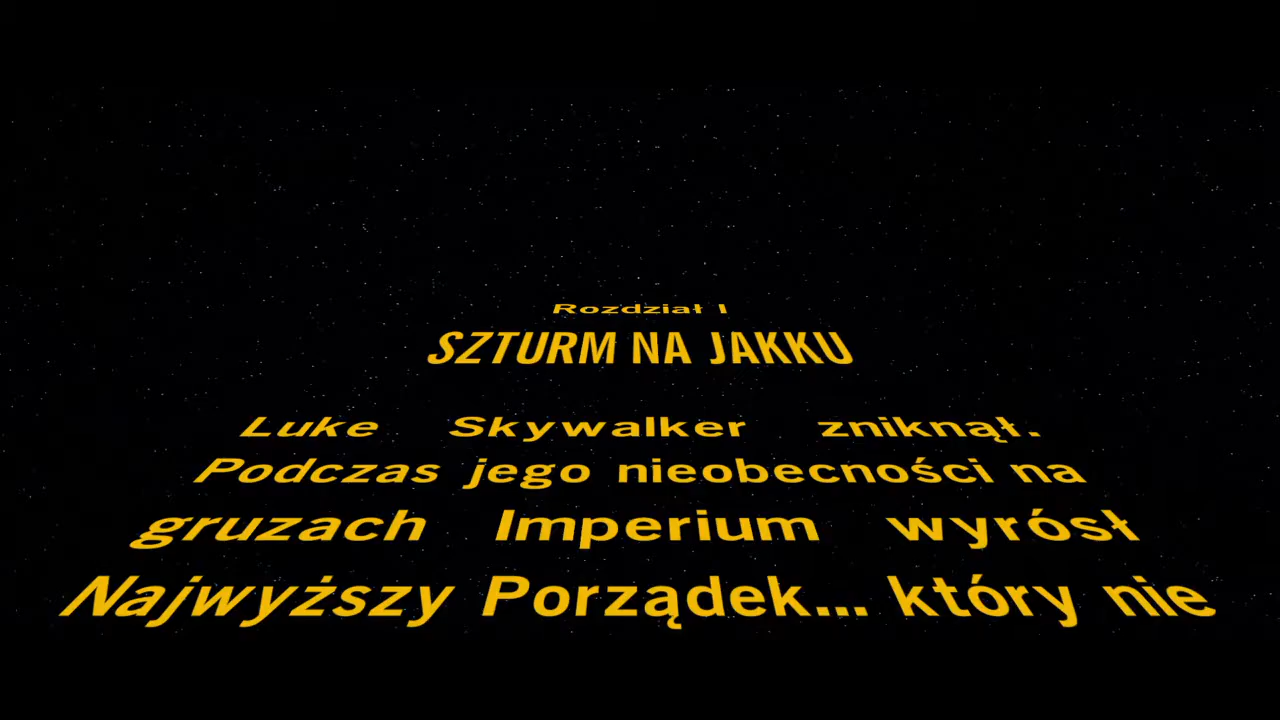 Rozdział I
SZTURM NA JAKKU
Luke Skywalker zniknął.
Podczas jego nieobecności na
gruzach Imperium wyrósł
Najwyższy Porządek... który nie